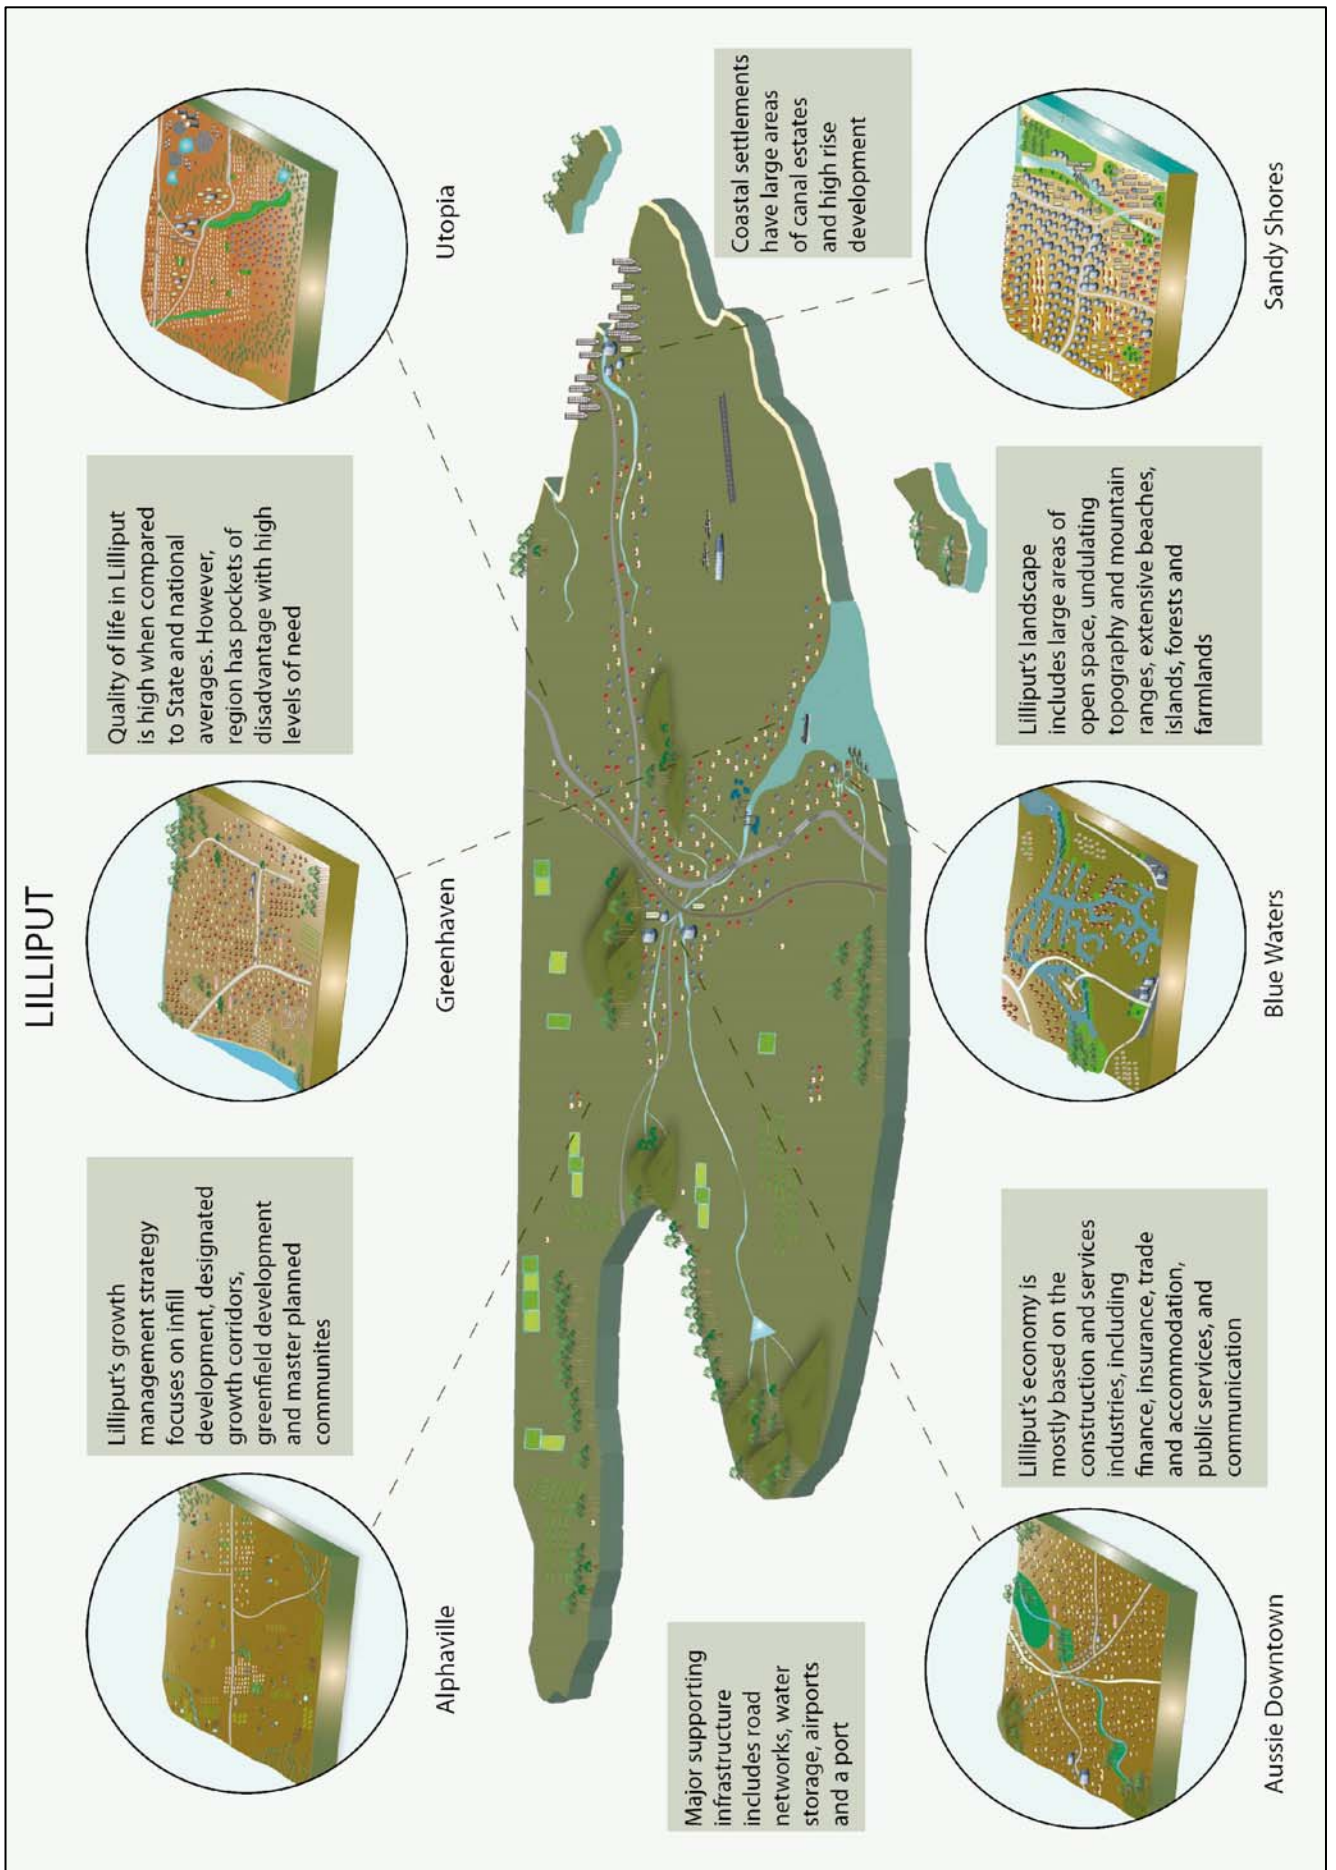 LILLIPUT
Lilliput's growth
management strategy
focuses on infill
development, designated
growth corridors,
greenfield development
and master planned
communites
Quality of life in Lilliput
is high when compared
to State and national
averages. However,
region has pockets of
disadvantage with high
levels of need
Alphaville
Greenhaven
Utopia
Major supporting
infrastructure
includes road
networks, water
storage, airports
and a port
Coastal settlements
have large areas
of canal estates
and high rise
development
Lilliput's economy is
mostly based on the
construction and services
industries, including
finance, insurance, trade
and accommodation,
public services, and
communication
Lilliput's landscape
includes large areas of
open space, undulating
topography and mountain
ranges, extensive beaches,
islands, forests and
farmlands
Aussie Downtown
Blue Waters
Sandy Shores